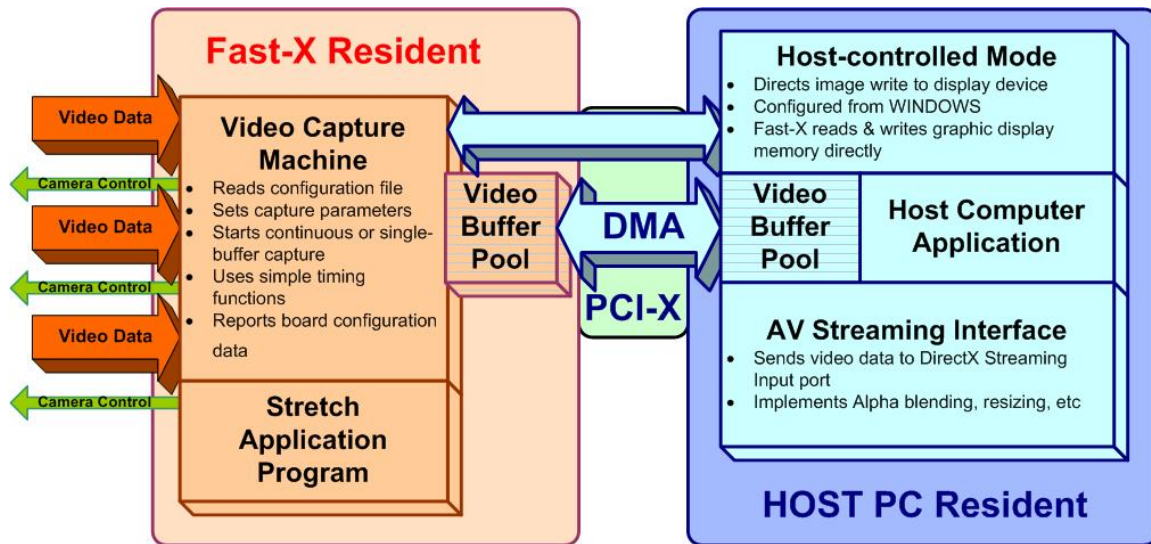 Fast-X Resident
Video Data
Camera Control
Video Data
Camera Control
Video Data
Camera Control
Video Capture
Machine
• Reads configuration file
• Sets capture parameters
• Starts continuous or single-
buffer capture
• Uses simple timing
functions
• Reports board configuration
data
Stretch
Application
Program
Video
Buffer
Pool
DMA
PCI-X
Host-controlled Mode
• Directs image write to display device
• Configured from WINDOWS
• Fast-X reads & writes graphic display
memory directly
Video
Buffer
Pool
Host Computer
Application
AV Streaming Interface
• Sends video data to DirectX Streaming
Input port
• Implements Alpha blending, resizing, etc
HOST PC Resident